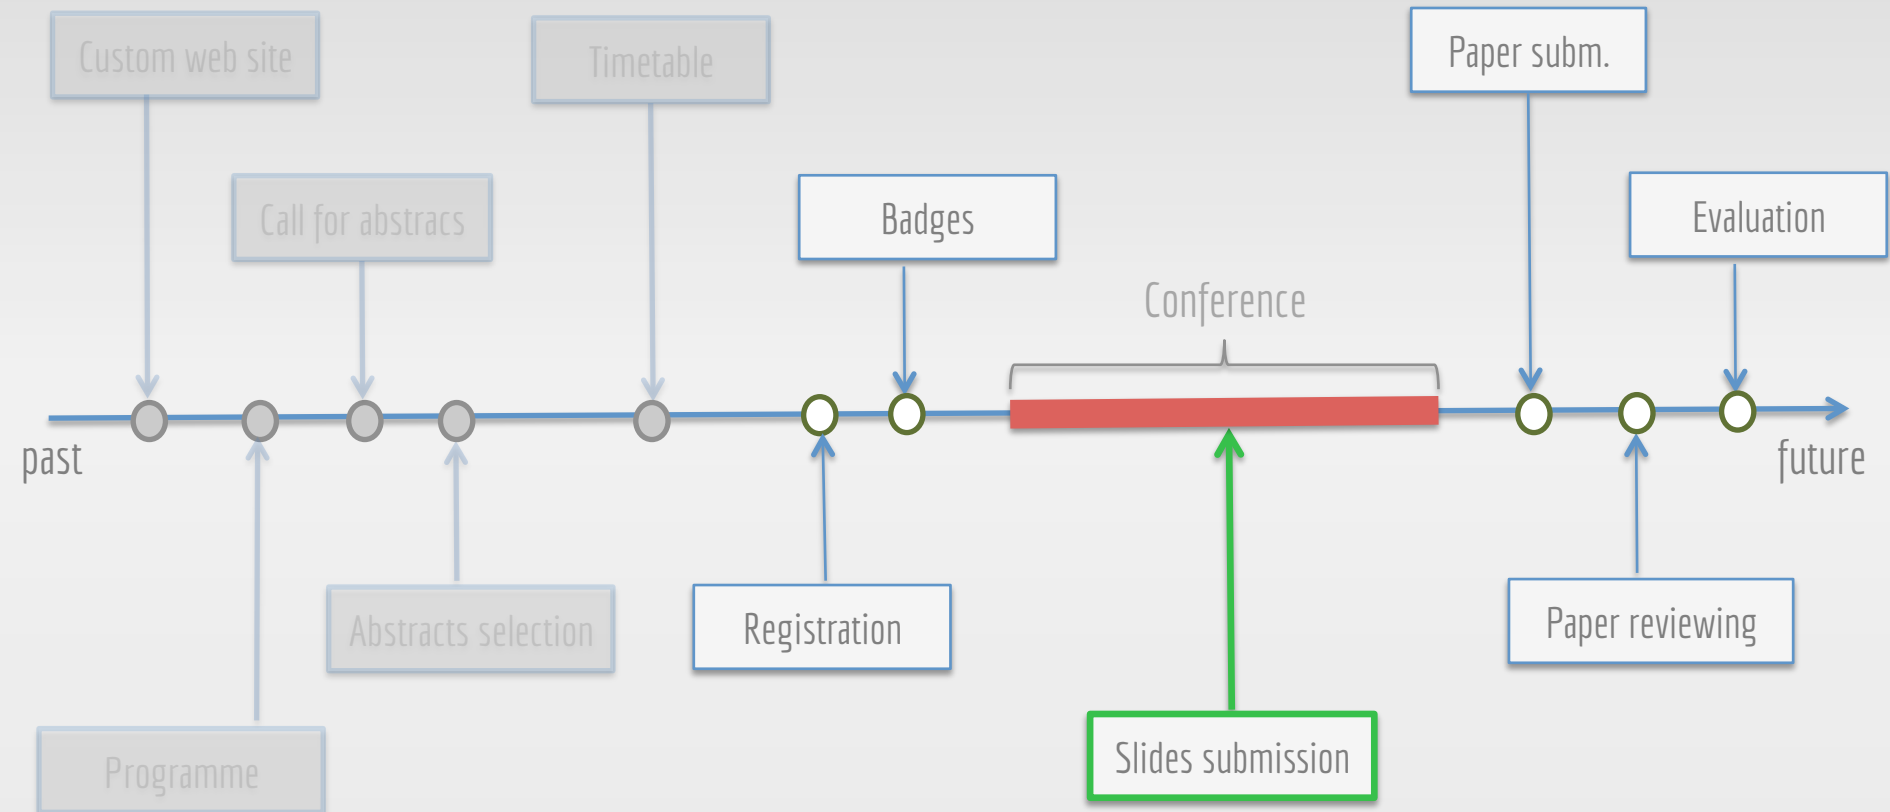 Custom web site
Timetable
Paper subm.
Call for abstracs
Badges
Evaluation
Conference
past
future
Abstracts selection
Registration
Paper reviewing
Programme
Slides submission